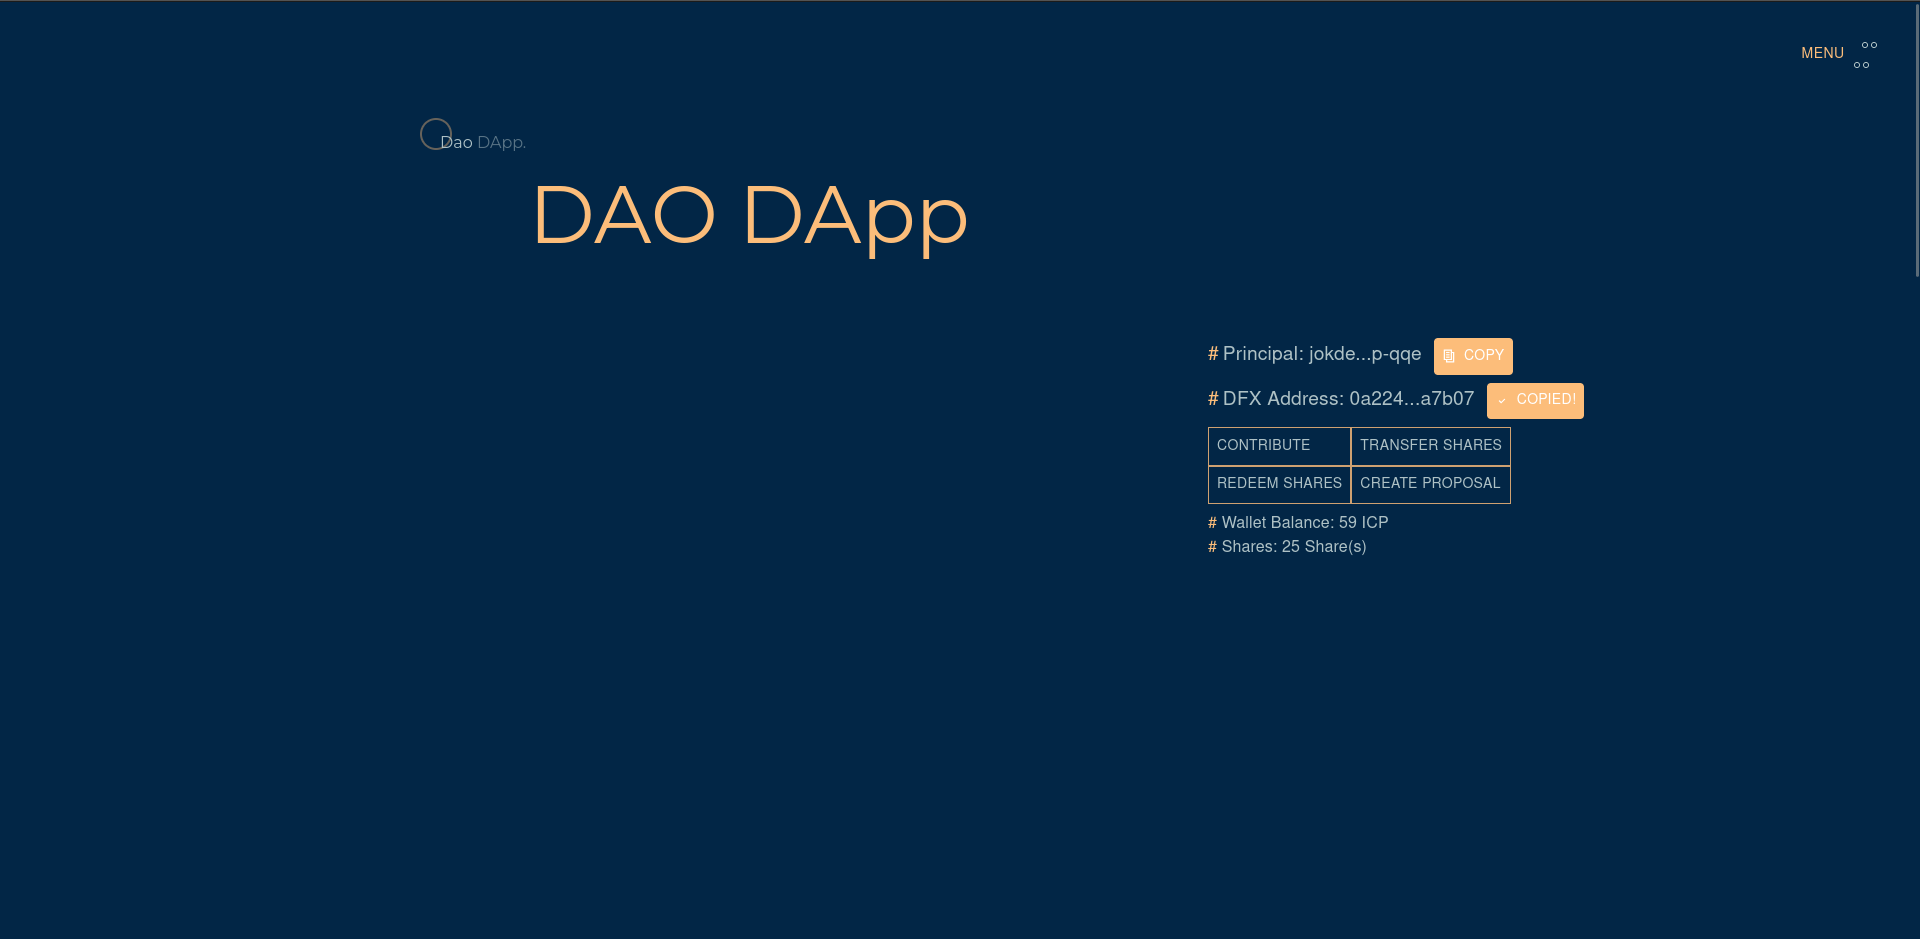 MENU
Dao DApp.
DAO DApp
# Principal: jokde...p-qqe COPY
# DFX Address: 0a224...a7b07 COPIED!
CONTRIBUTE TRANSFER SHARES
REDEEM SHARES CREATE PROPOSAL
# Wallet Balance: 59 ICP
# Shares: 25 Share(s)